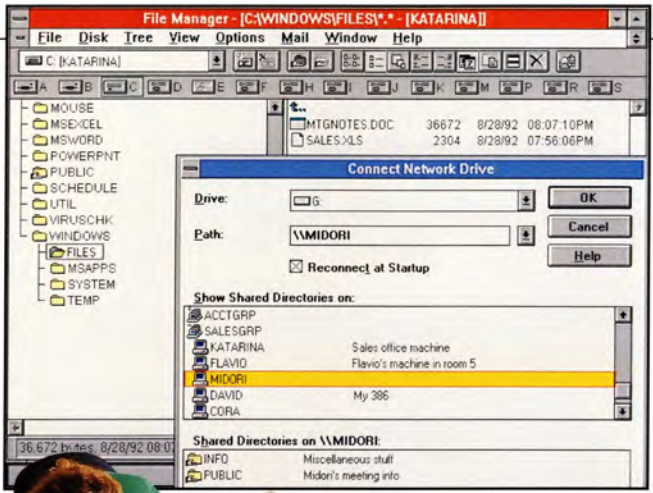 File Manager - [C:\WINDOWS\FILES\*.* - [KATARINA]]
File Disk Tree View Options Mail Window Help
C: [KATARINA]
A B C D E F H I J K M P R S
MOUSE
MSEXCEL
MSWORD
POWERPNT
PUBLIC
SCHEDULE
UTIL
VIRUSCHK
WINDOWS
FILES
MSAPPS
SYSTEM
TEMP
MTGNOTES.DOC 36672 8/28/92 08:07:10PM
SALES.XLS 2304 8/28/92 07:56:06PM
Connect Network Drive
Drive: G: OK
Path: \\MIDORI Cancel
Help
Reconnect at Startup
Show Shared Directories on:
ACCTGRP
SALESGRP
KATARINA Sales office machine
FLAVIO Flavio's machine in room 5
MIDORI
DAVID My 386
CORA
Shared Directories on \\MIDORI:
INFO Miscellaneous stuff
PUBLIC Midori's meeting info
36,672 bytes, 8/28/92 08:07